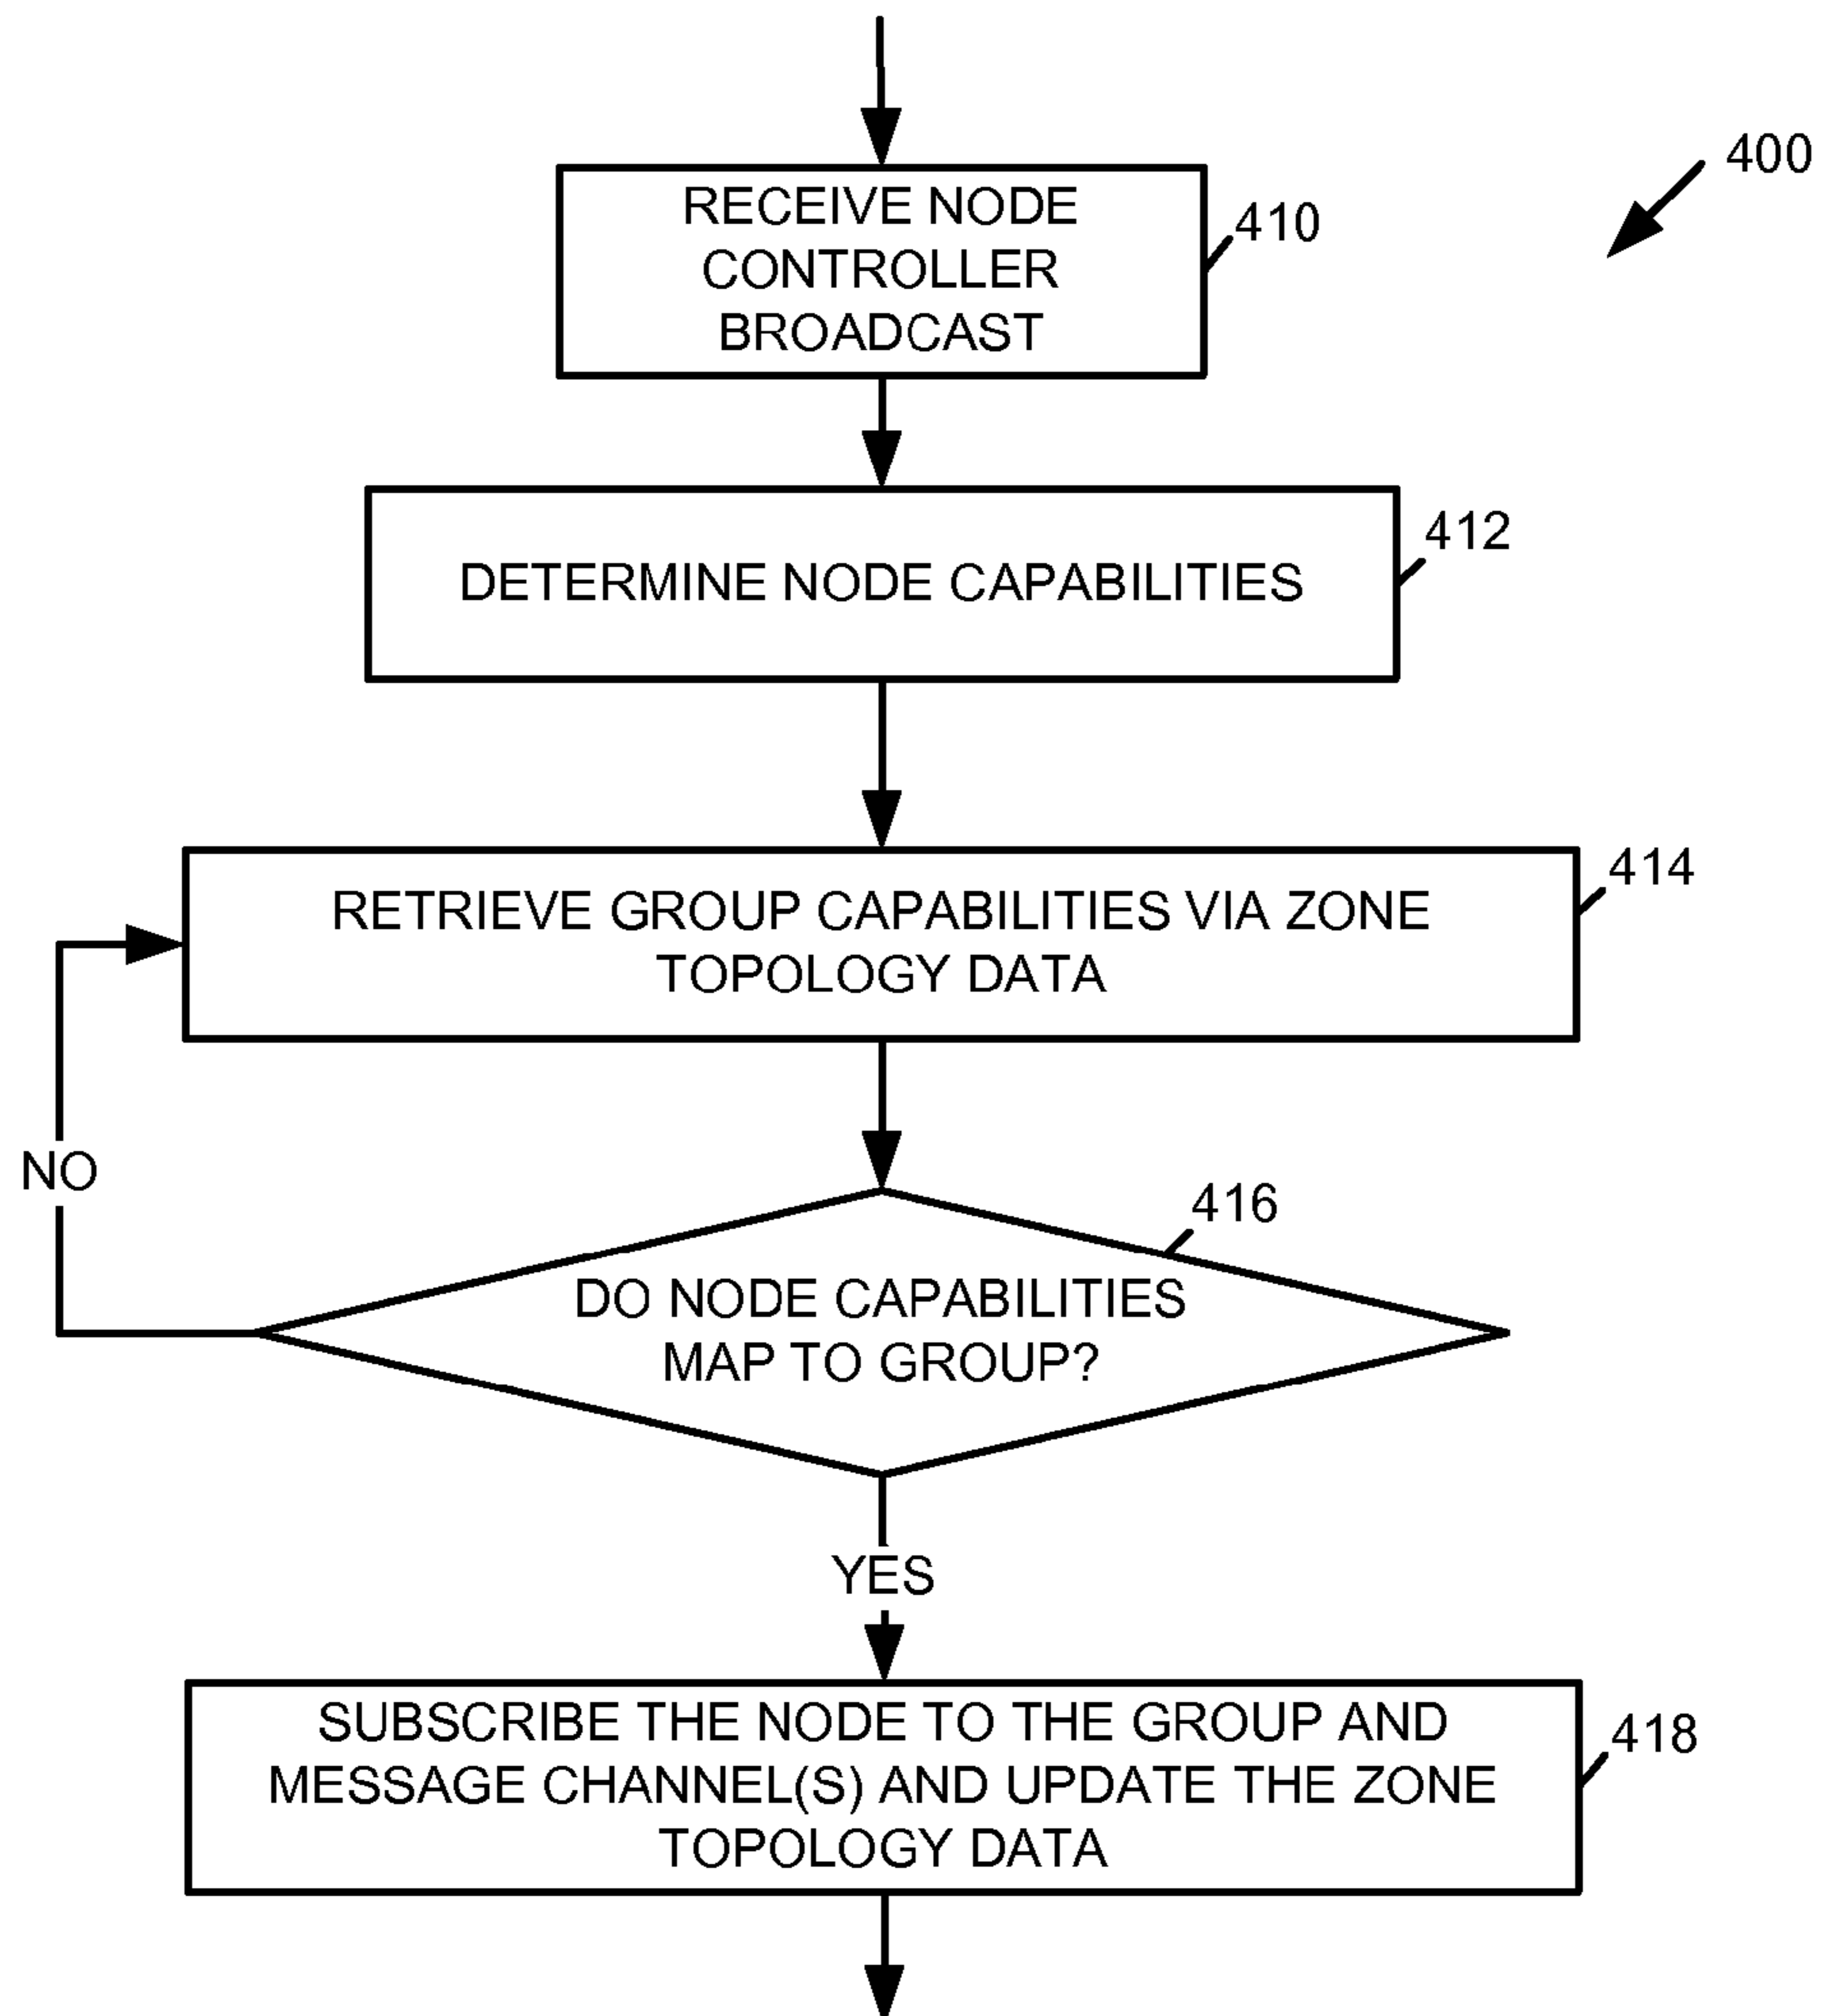 400
RECEIVE NODE
CONTROLLER
BROADCAST
410
DETERMINE NODE CAPABILITIES
412
RETRIEVE GROUP CAPABILITIES VIA ZONE
TOPOLOGY DATA
414
NO
DO NODE CAPABILITIES
MAP TO GROUP?
416
YES
SUBSCRIBE THE NODE TO THE GROUP AND
MESSAGE CHANNEL(S) AND UPDATE THE ZONE
TOPOLOGY DATA
418